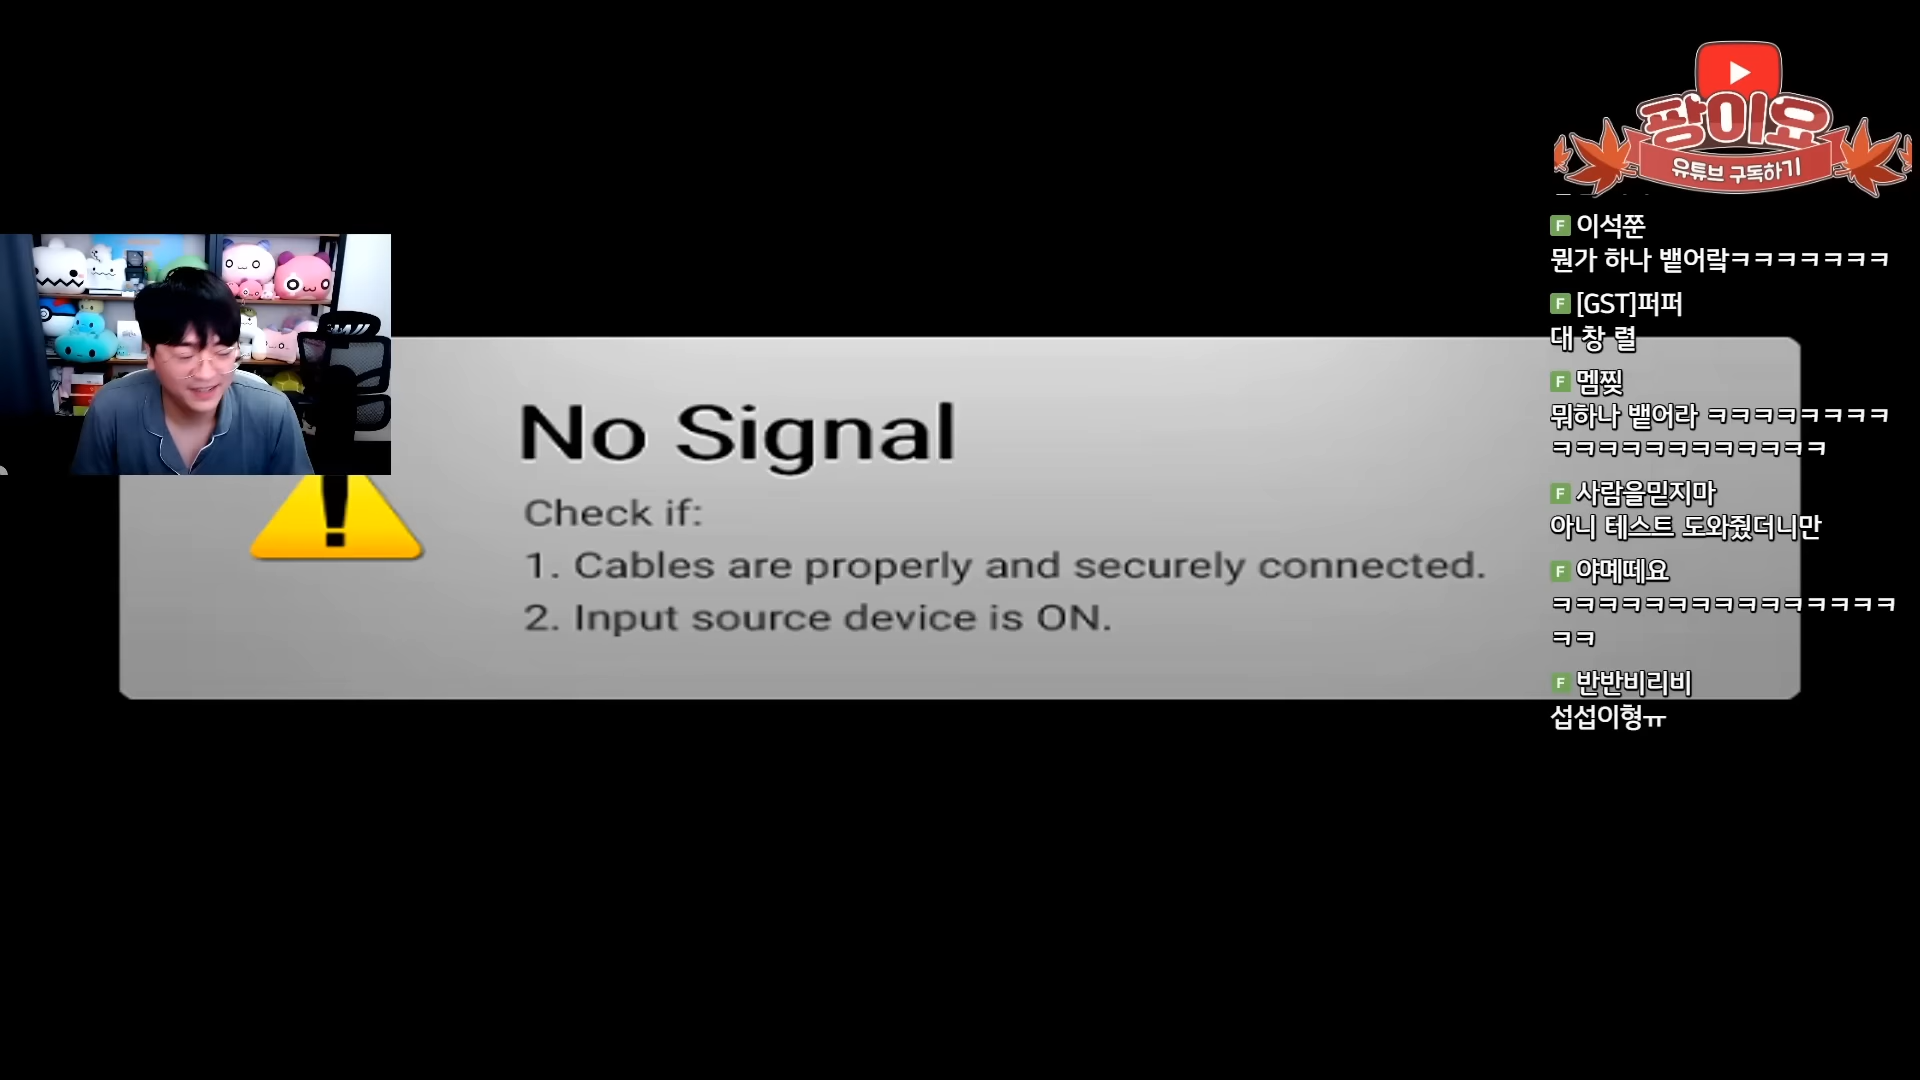 팡이요
유튜브 구독하기
F 이석쭌
뭔가 하나 뱉어랔ㅋㅋㅋㅋㅋㅋㅋ
F [GST]퍼퍼
대 창 렬
F 멤찢
뭐하나 뱉어라 ㅋㅋㅋㅋㅋㅋㅋㅋ
ㅋㅋㅋㅋㅋㅋㅋㅋㅋㅋㅋㅋ
F 사람을믿지마
아니 테스트 도와줬더니만
F 야메떼요
ㅋㅋㅋㅋㅋㅋㅋㅋㅋㅋㅋㅋㅋㅋㅋ
ㅋㅋ
F 반반비리비
섭섭이형ㅠ
No Signal
Check if:
1. Cables are properly and securely connected.
2. Input source device is ON.